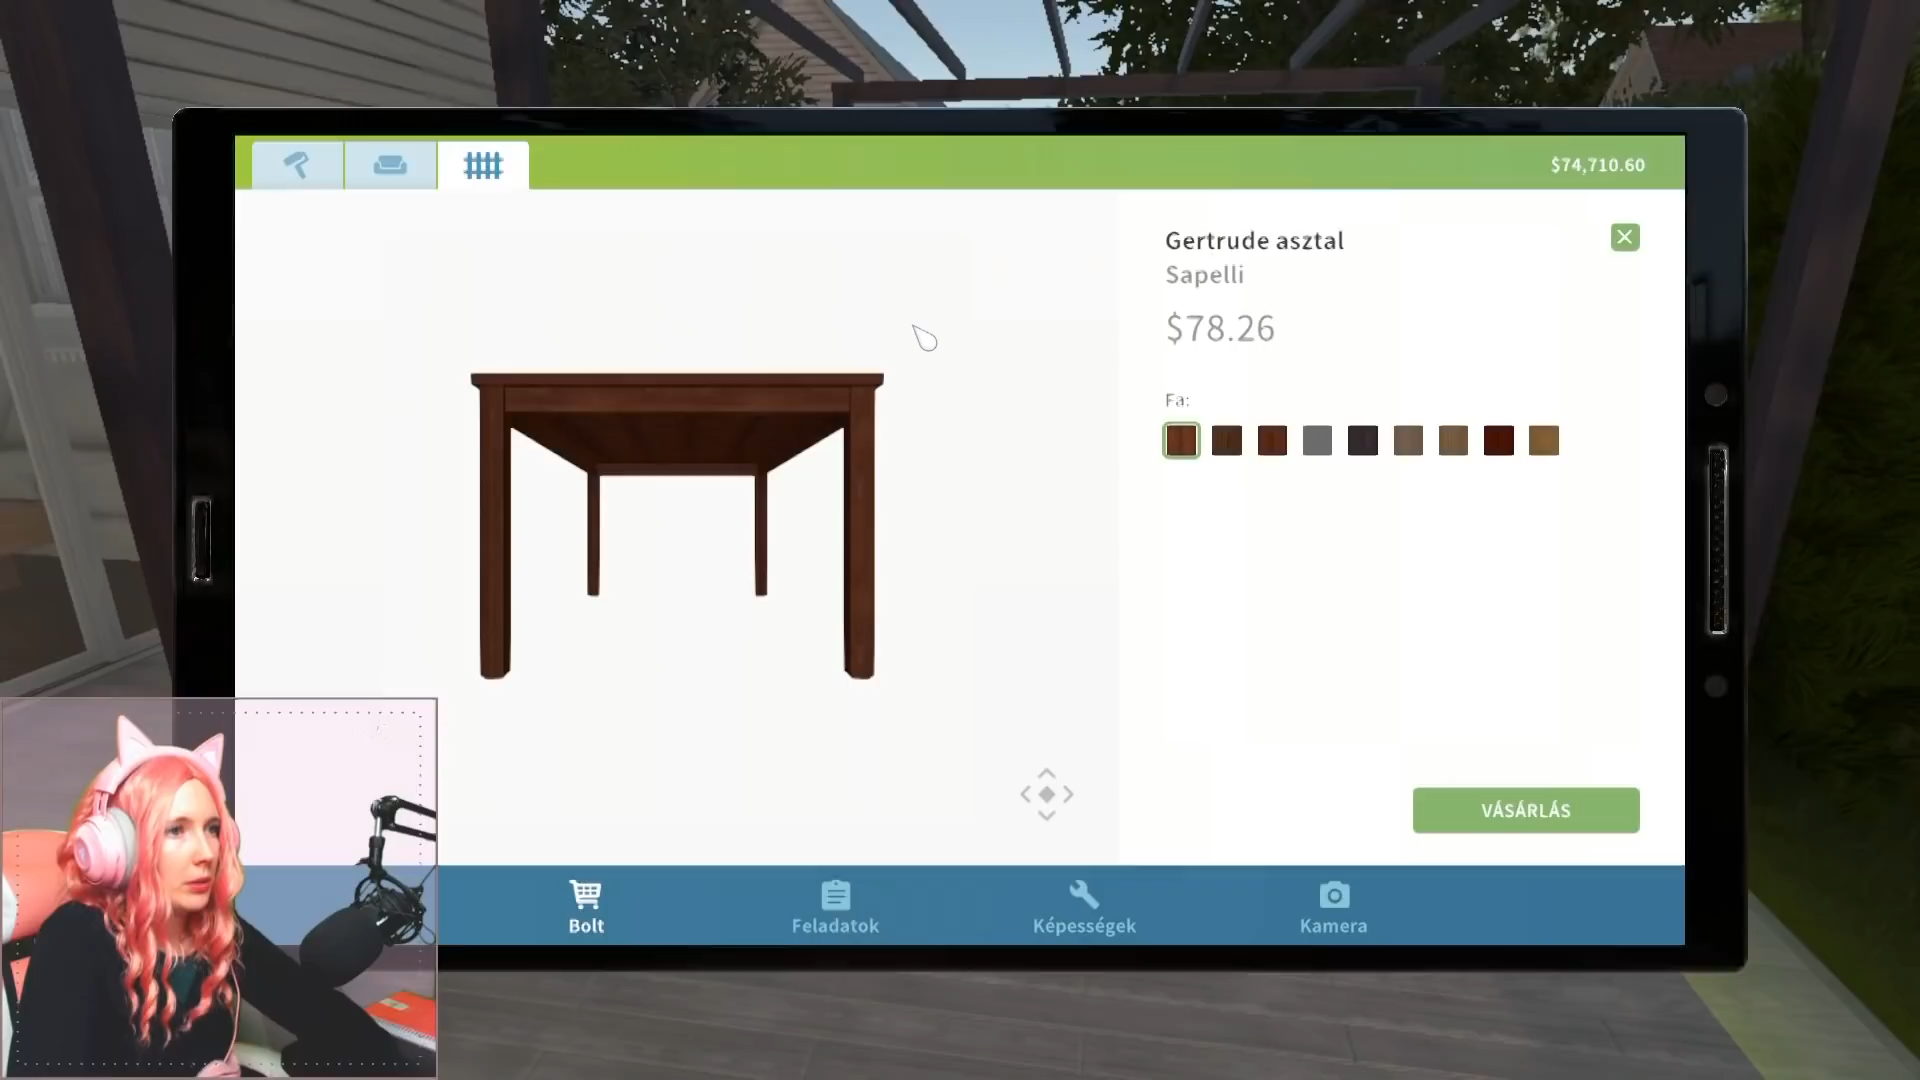 $74,710.60
Gertrude asztal
Sapelli
$78.26
Fa:
VÁSÁRLÁS
Bolt
Feladatok
Képességek
Kamera